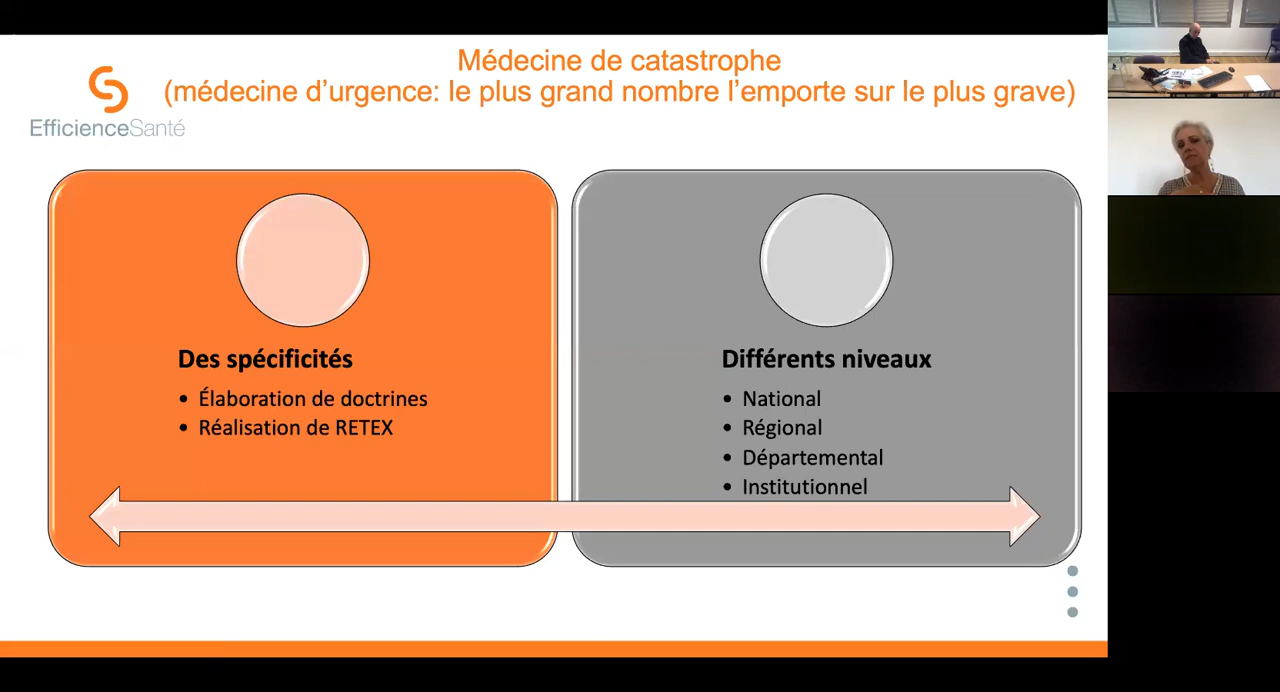 Médecine de catastrophe
(médecine d’urgence: le plus grand nombre l’emporte sur le plus grave)
EfficienceSanté
Des spécificités
• Élaboration de doctrines
• Réalisation de RETEX
Différents niveaux
• National
• Régional
• Départemental
• Institutionnel